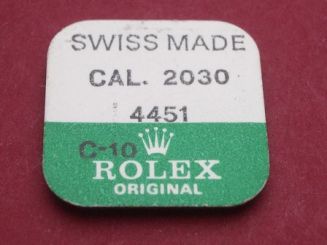 SWISS MADE
CAL. 2030
4451
C-10
ROLEX
ORIGINAL